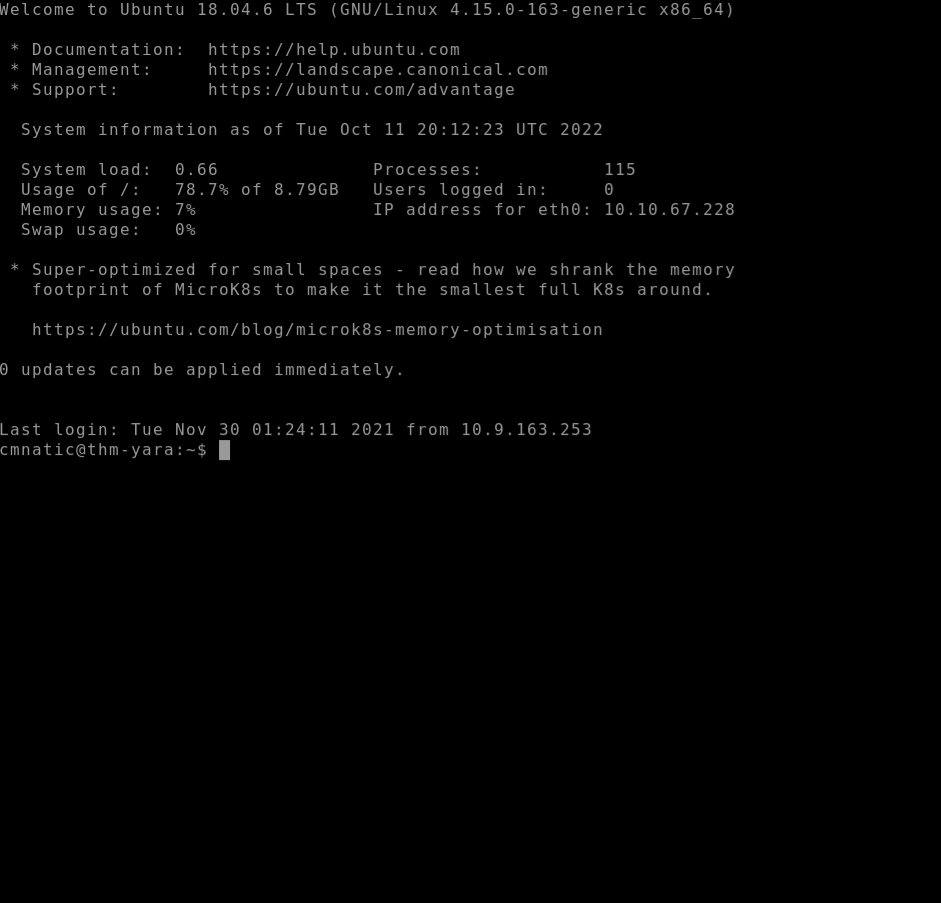 Welcome to Ubuntu 18.04.6 LTS (GNU/Linux 4.15.0-163-generic x86_64)

 * Documentation:  https://help.ubuntu.com
 * Management:     https://landscape.canonical.com
 * Support:        https://ubuntu.com/advantage

  System information as of Tue Oct 11 20:12:23 UTC 2022

  System load:  0.66              Processes:           115
  Usage of /:   78.7% of 8.79GB   Users logged in:     0
  Memory usage: 7%                IP address for eth0: 10.10.67.228
  Swap usage:   0%

 * Super-optimized for small spaces - read how we shrank the memory
   footprint of MicroK8s to make it the smallest full K8s around.

   https://ubuntu.com/blog/microk8s-memory-optimisation

0 updates can be applied immediately.


Last login: Tue Nov 30 01:24:11 2021 from 10.9.163.253
cmnatic@thm-yara:~$